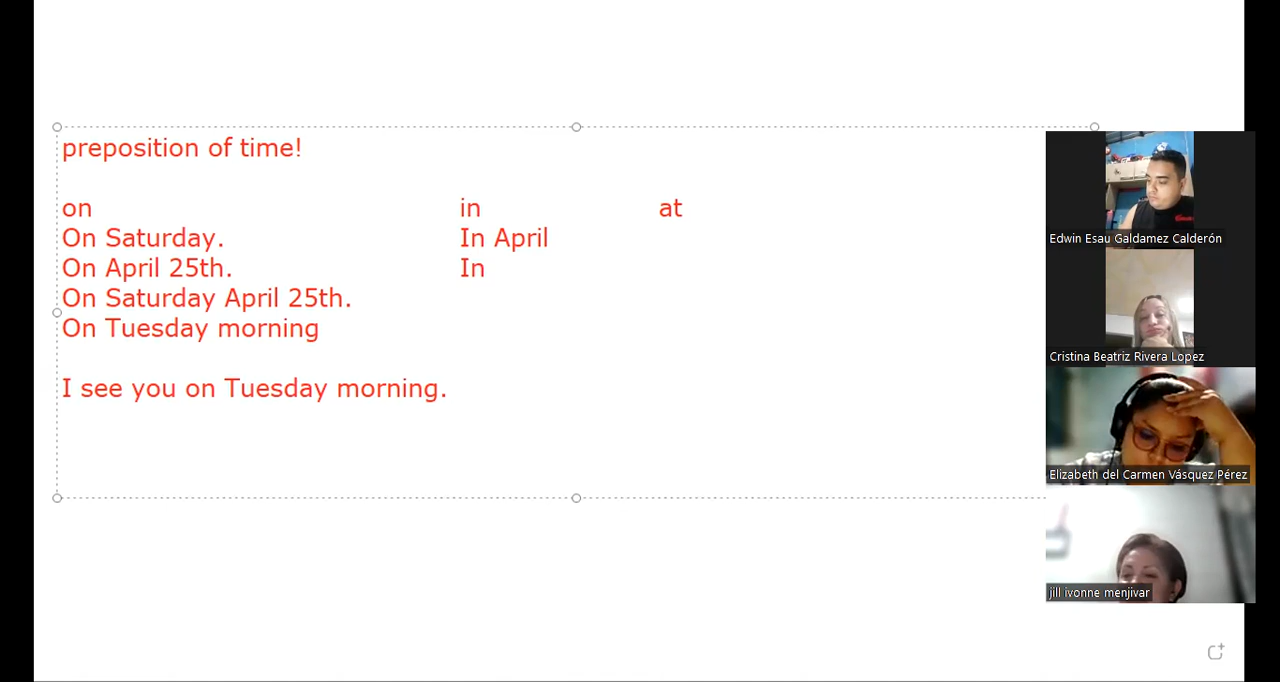 preposition of time!
on in at
On Saturday. In April
On April 25th. In
On Saturday April 25th.
On Tuesday morning
I see you on Tuesday morning.
Edwin Esau Galdamez Calderón
Cristina Beatriz Rivera Lopez
Elizabeth del Carmen Vásquez Pérez
jill ivonne menjivar